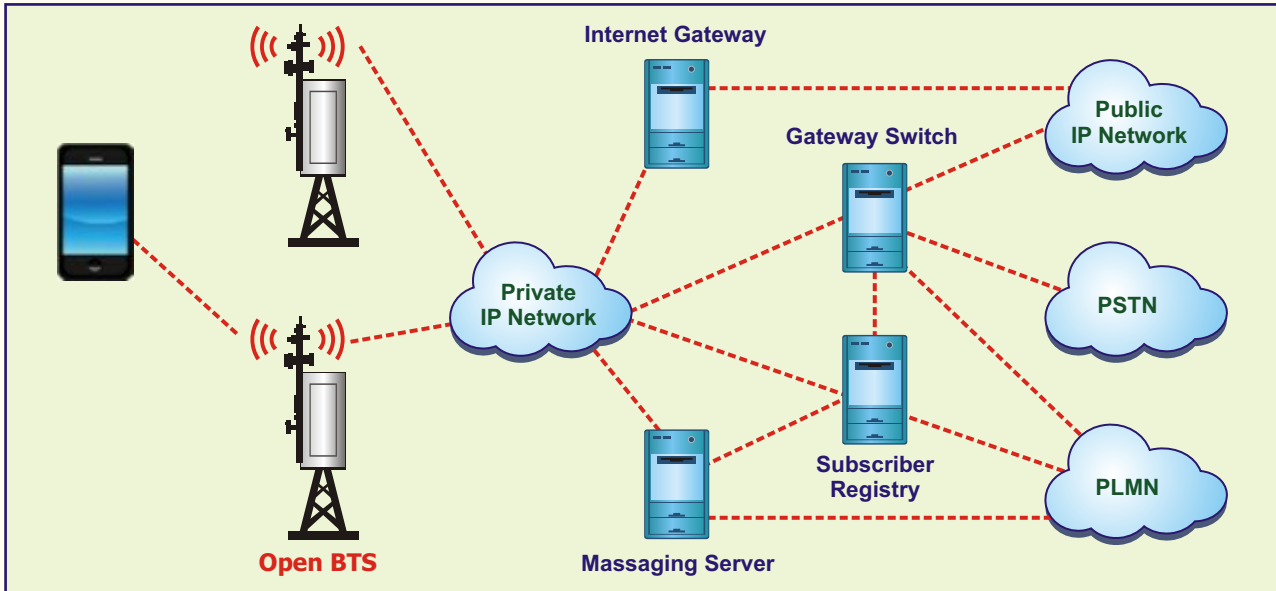 Internet Gateway
Public
IP Network
Gateway Switch
Private
IP Network
PSTN
Subscriber
Registry
PLMN
Open BTS
Massaging Server